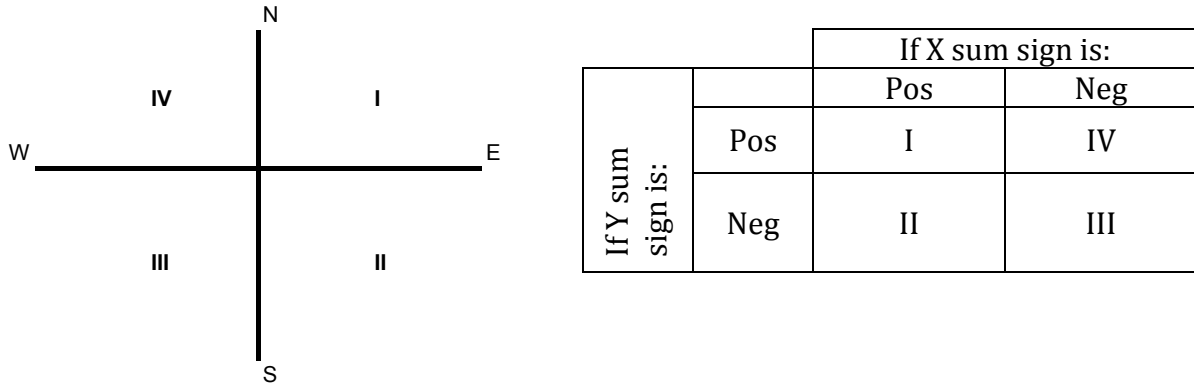 N
IV
I
W
E
III
II
S
If X sum sign is:
Pos
Neg
If Y sum
sign is:
Pos
I
IV
Neg
II
III